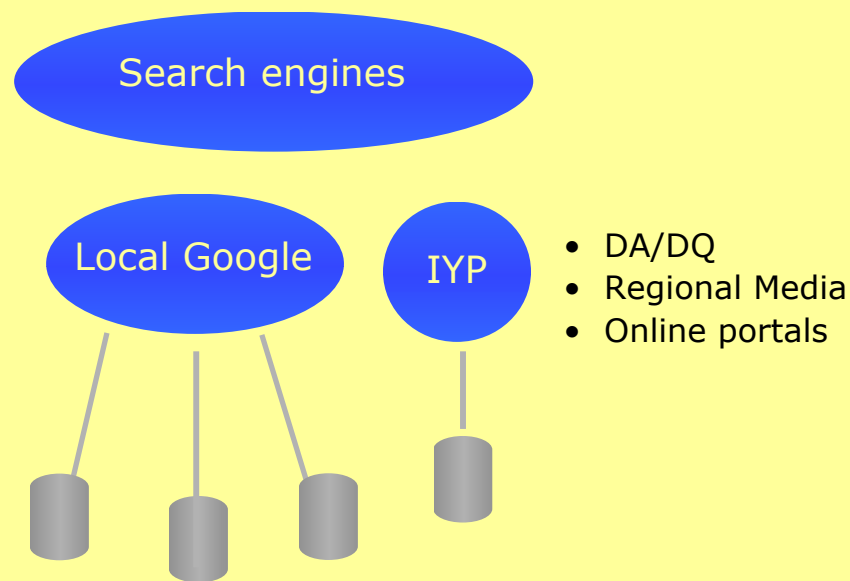 Search engines
Local Google
IYP
• DA/DQ
• Regional Media
• Online portals